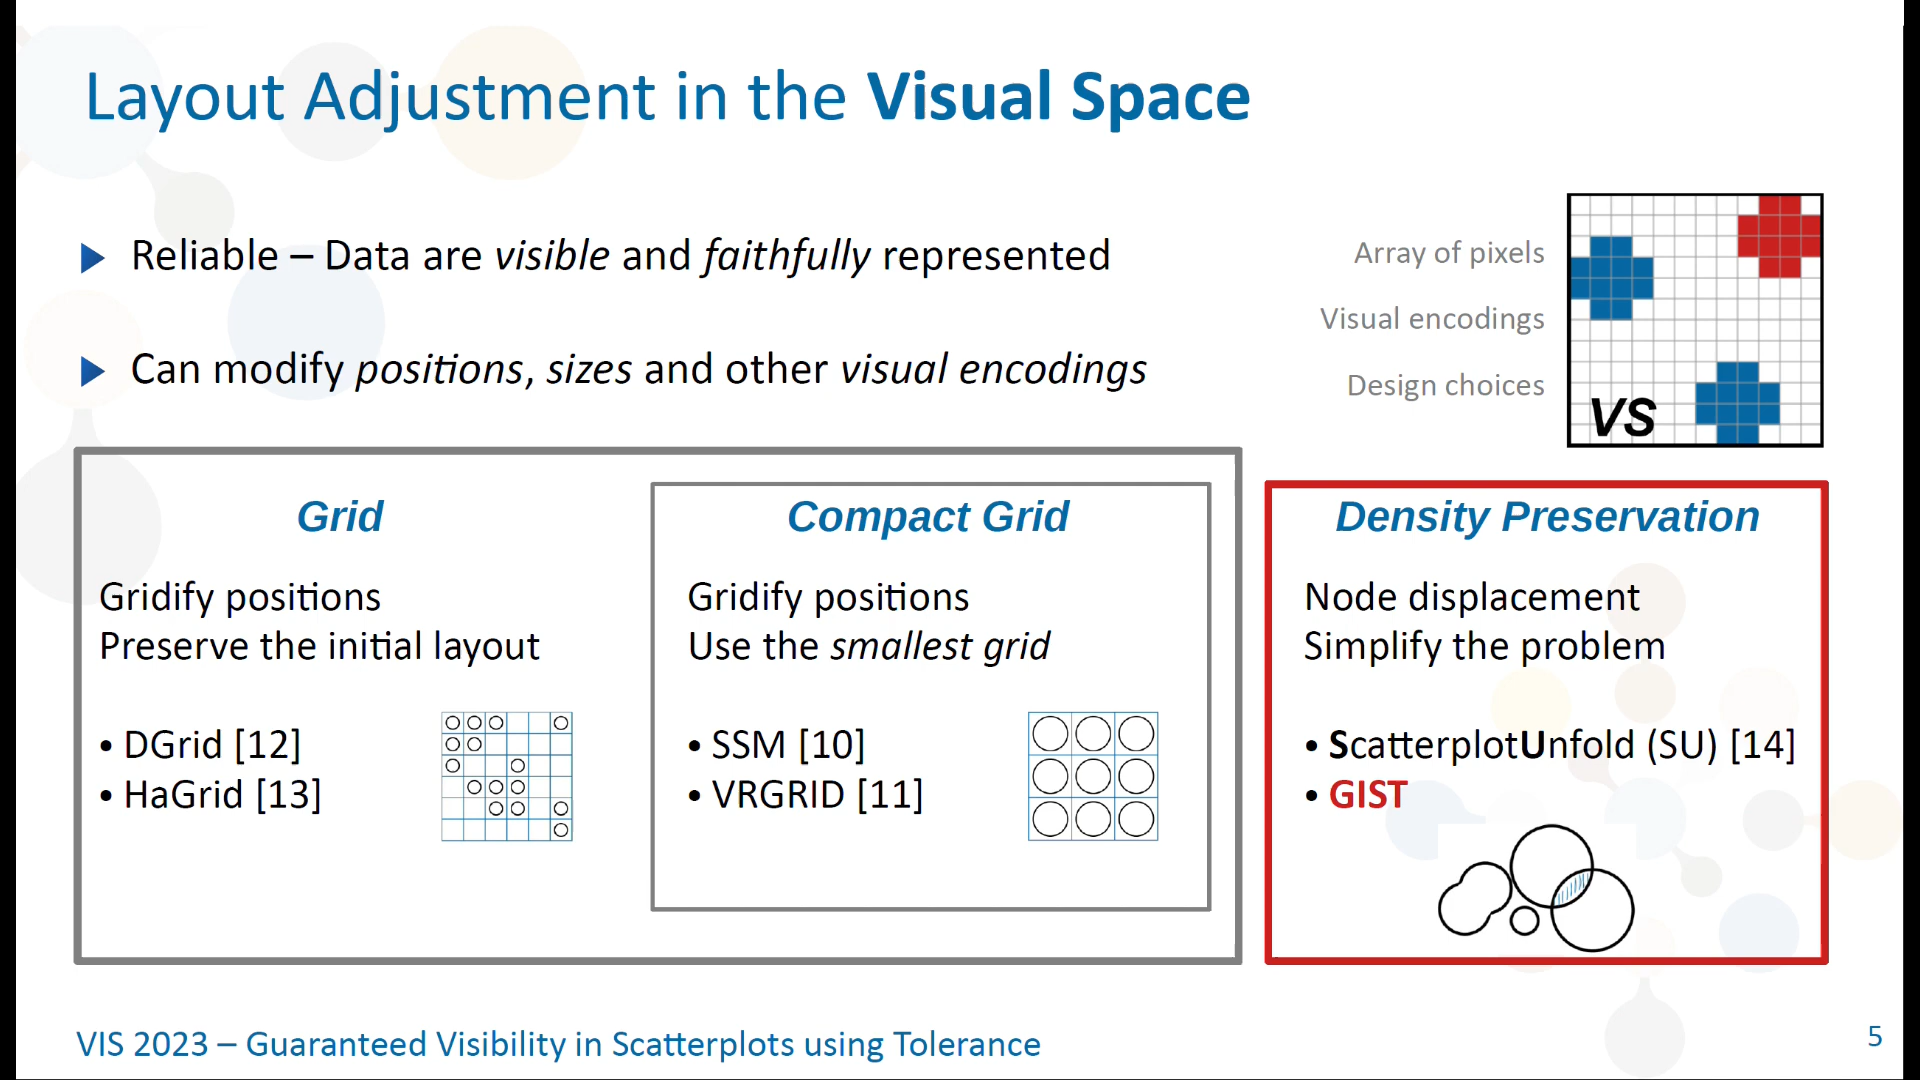 Layout Adjustment in the Visual Space
Reliable – Data are visible and faithfully represented
Can modify positions, sizes and other visual encodings
Array of pixels
Visual encodings
Design choices
VS
Grid
Gridify positions
Preserve the initial layout
• DGrid [12]
• HaGrid [13]
Compact Grid
Gridify positions
Use the smallest grid
• SSM [10]
• VRGRID [11]
Density Preservation
Node displacement
Simplify the problem
• ScatterplotUnfold (SU) [14]
• GIST
VIS 2023 – Guaranteed Visibility in Scatterplots using Tolerance
5